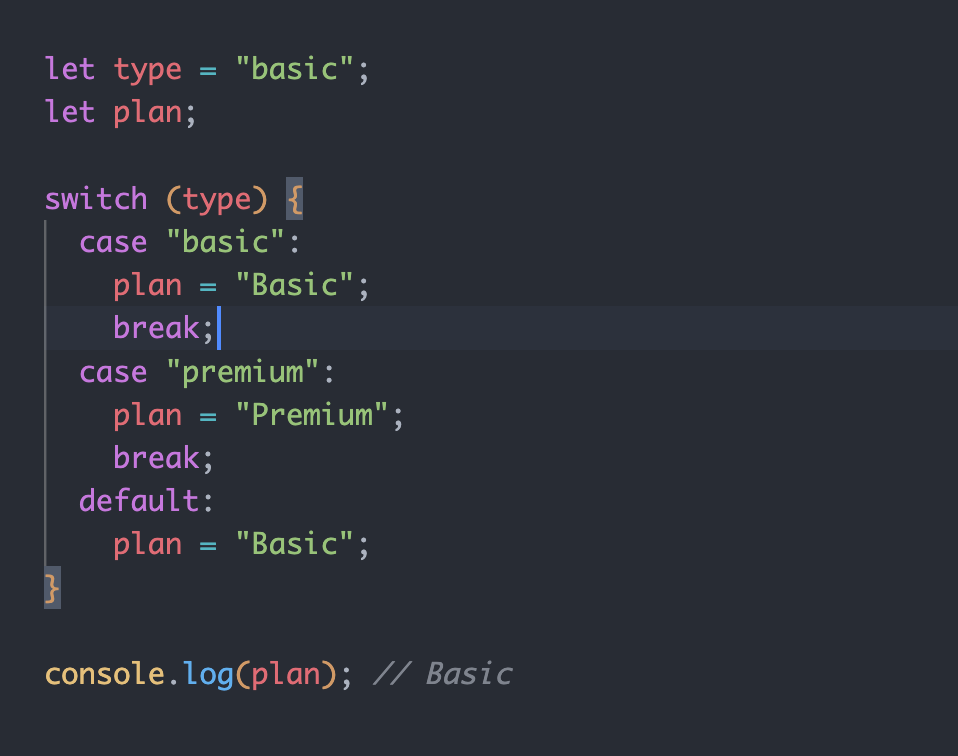 let type = "basic";
let plan;
switch (type) {
  case "basic":
    plan = "Basic";
    break;
  case "premium":
    plan = "Premium";
    break;
  default:
    plan = "Basic";
}
console.log(plan); // Basic